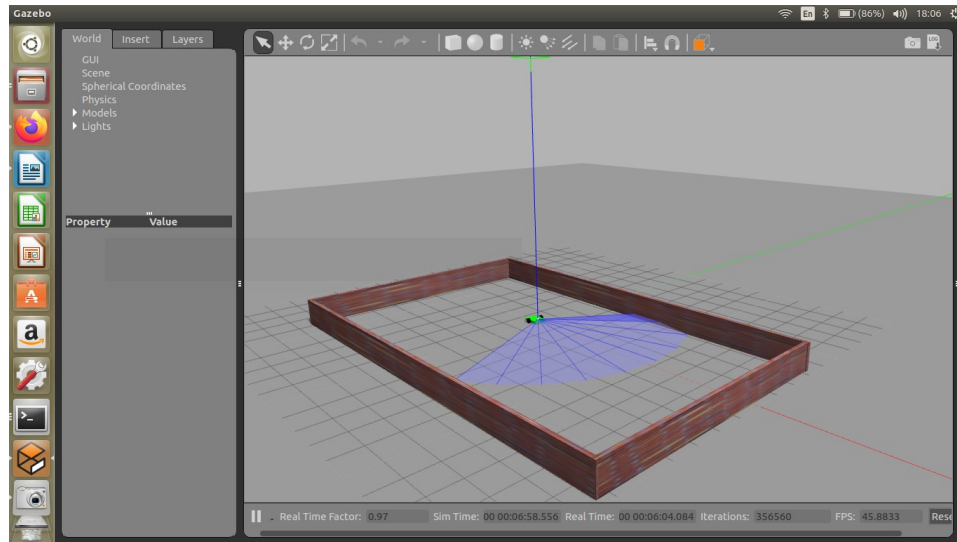 Gazebo
En
(86%)
18:06
World Insert Layers
GUI
Scene
Spherical Coordinates
Physics
Models
Lights
Property Value
LOG
A
a
>_
Real Time Factor: 0.97 Sim Time: 00 00:06:58.556 Real Time: 00 00:06:04.084 Iterations: 356560 FPS: 45.8833 Rese